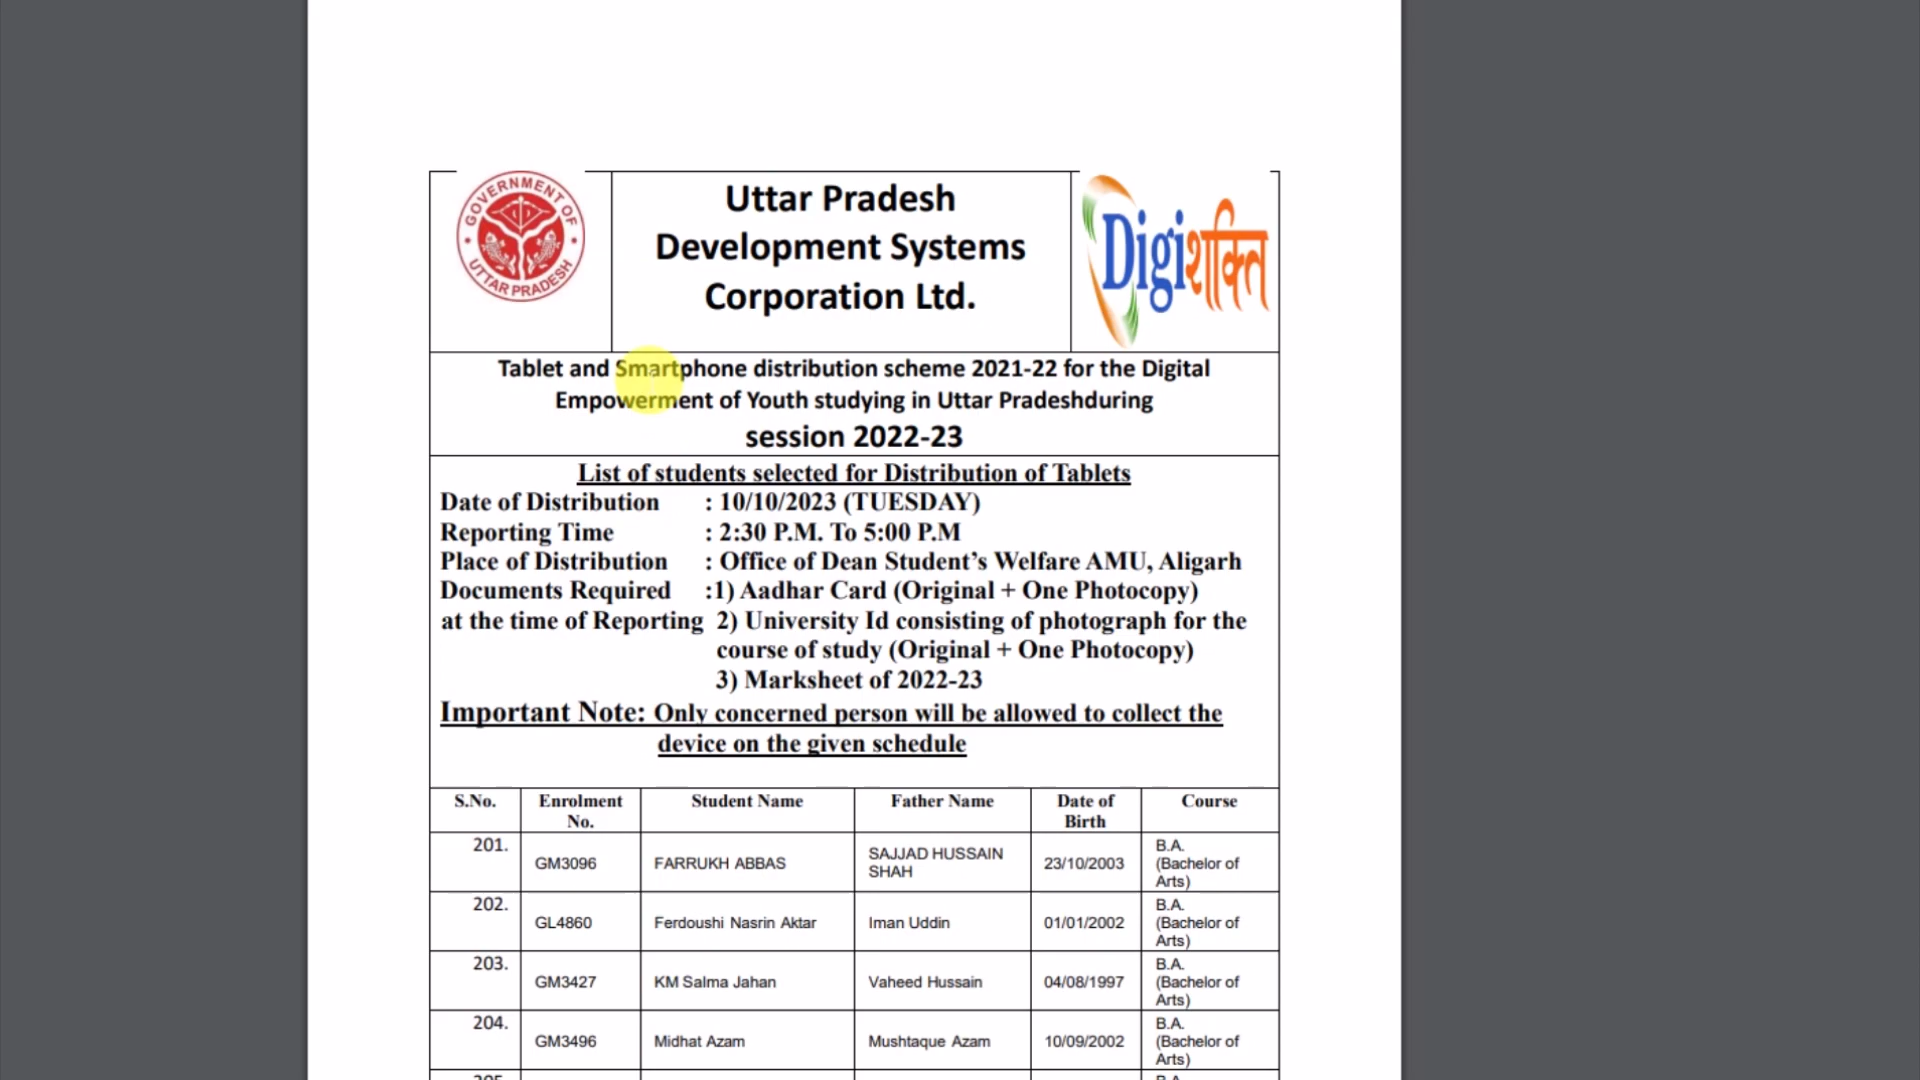 GOVERNMENT OF
UTTAR PRADESH
Uttar Pradesh
Development Systems
Corporation Ltd.
Digiशक्ति
Tablet and Smartphone distribution scheme 2021-22 for the Digital
Empowerment of Youth studying in Uttar Pradeshduring
session 2022-23
List of students selected for Distribution of Tablets
Date of Distribution : 10/10/2023 (TUESDAY)
Reporting Time : 2:30 P.M. To 5:00 P.M
Place of Distribution : Office of Dean Student’s Welfare AMU, Aligarh
Documents Required :1) Aadhar Card (Original + One Photocopy)
at the time of Reporting 2) University Id consisting of photograph for the
course of study (Original + One Photocopy)
3) Marksheet of 2022-23
Important Note: Only concerned person will be allowed to collect the
device on the given schedule
S.No. Enrolment No. Student Name Father Name Date of Birth Course
201. GM3096 FARRUKH ABBAS SAJJAD HUSSAIN SHAH 23/10/2003 B.A. (Bachelor of Arts)
202. GL4860 Ferdoushi Nasrin Aktar Iman Uddin 01/01/2002 B.A. (Bachelor of Arts)
203. GM3427 KM Salma Jahan Vaheed Hussain 04/08/1997 B.A. (Bachelor of Arts)
204. GM3496 Midhat Azam Mushtaque Azam 10/09/2002 B.A. (Bachelor of Arts)